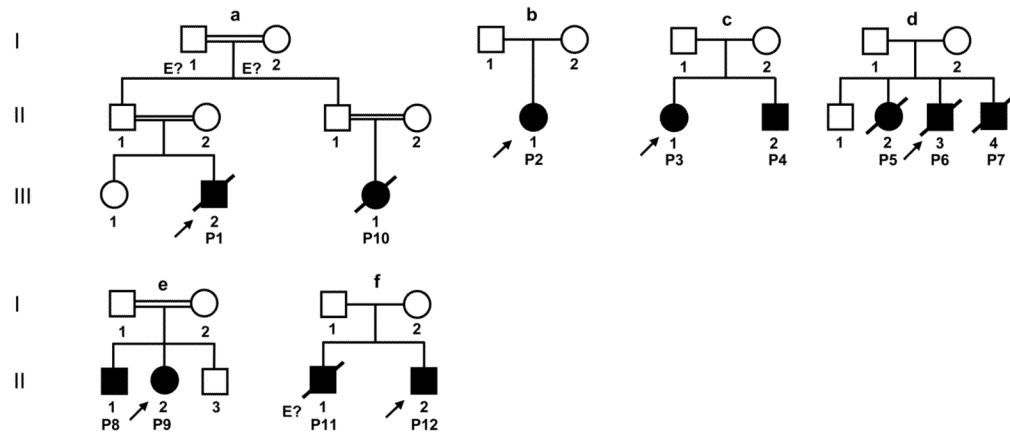 a b c d
I
1 2 1 2 1 2 1 2
E? E?
II
1 2 1 2 1 1 2 1 2 3 4
P2 P3 P4 P5 P6 P7
III
1 2 1
P1 P10
e f
I
1 2 1 2
II
1 2 3 1 2
E?
P8 P9 P11 P12